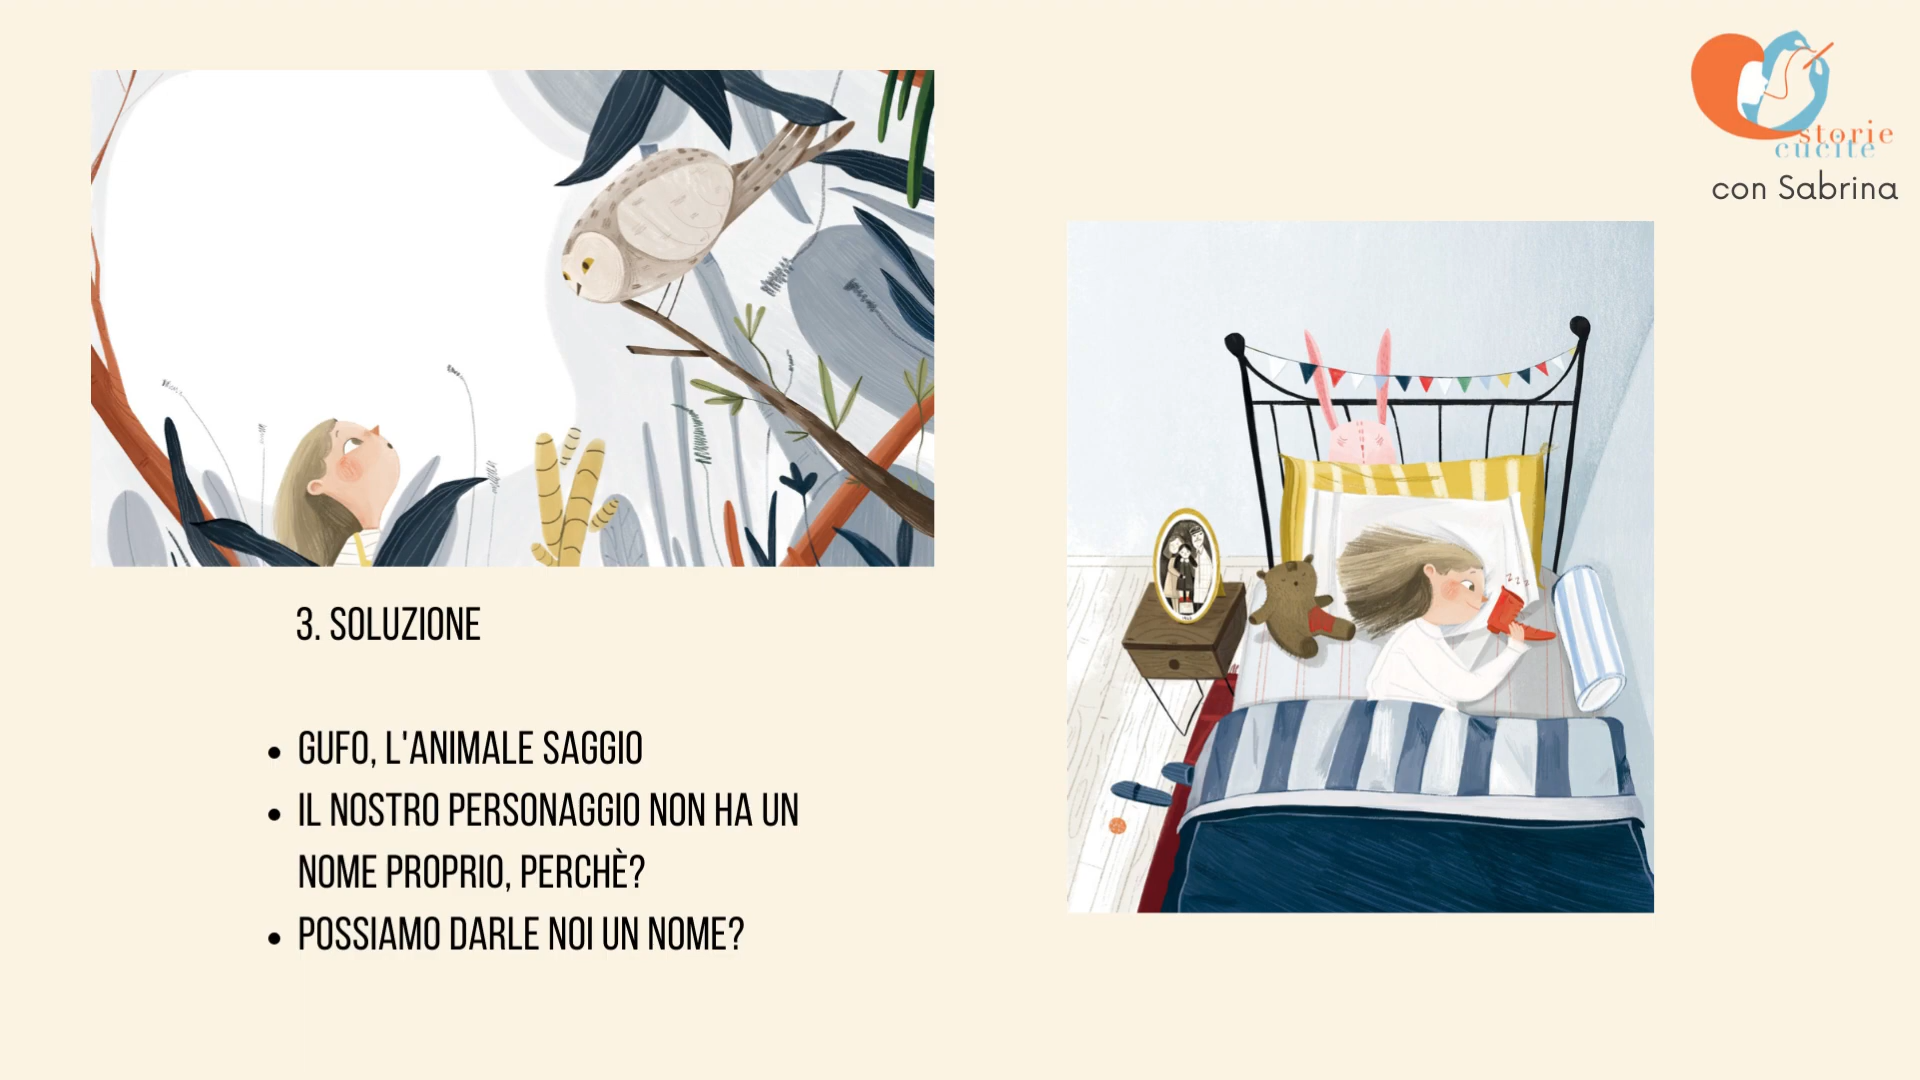 storie
cucite
con Sabrina
z z z
3. SOLUZIONE
• GUFO, L'ANIMALE SAGGIO
• IL NOSTRO PERSONAGGIO NON HA UN
NOME PROPRIO, PERCHÈ?
• POSSIAMO DARLE NOI UN NOME?